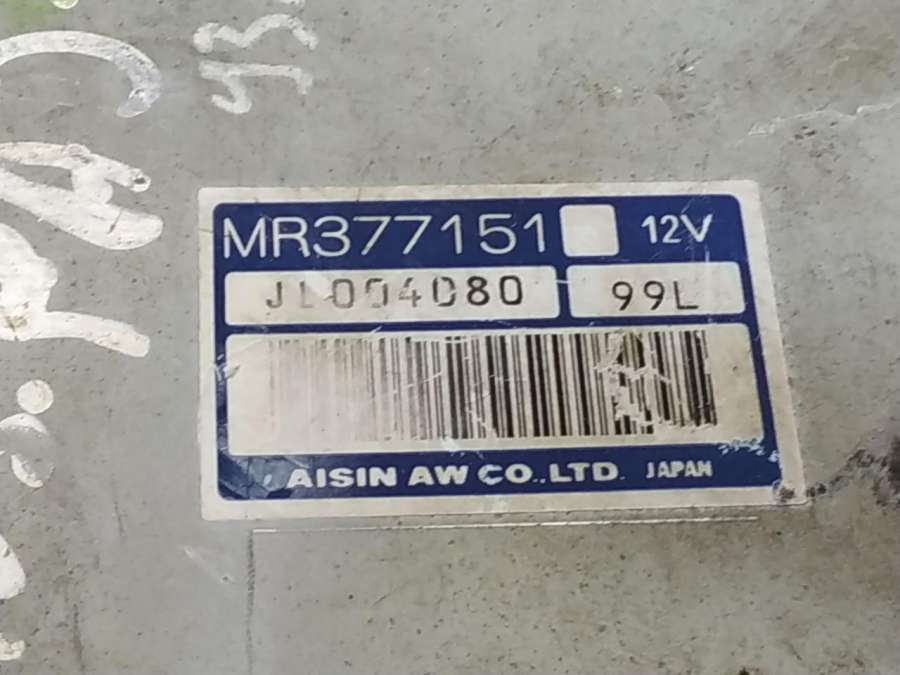 MR377151 12V
JL004080 99L
AISIN AW CO.,LTD. JAPAN